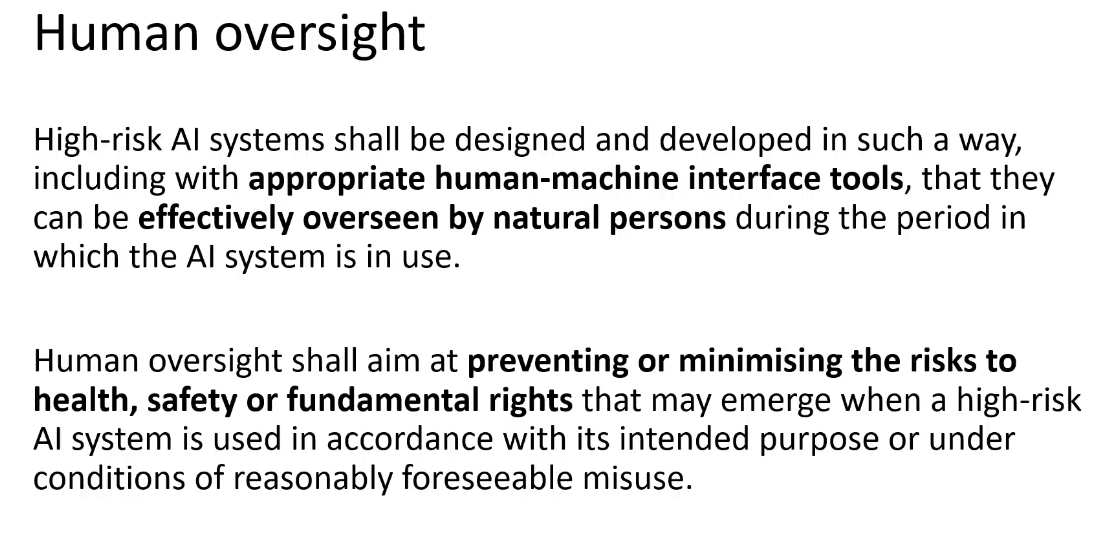 Human oversight
High-risk AI systems shall be designed and developed in such a way,
including with appropriate human-machine interface tools, that they
can be effectively overseen by natural persons during the period in
which the AI system is in use.
Human oversight shall aim at preventing or minimising the risks to
health, safety or fundamental rights that may emerge when a high-risk
AI system is used in accordance with its intended purpose or under
conditions of reasonably foreseeable misuse.